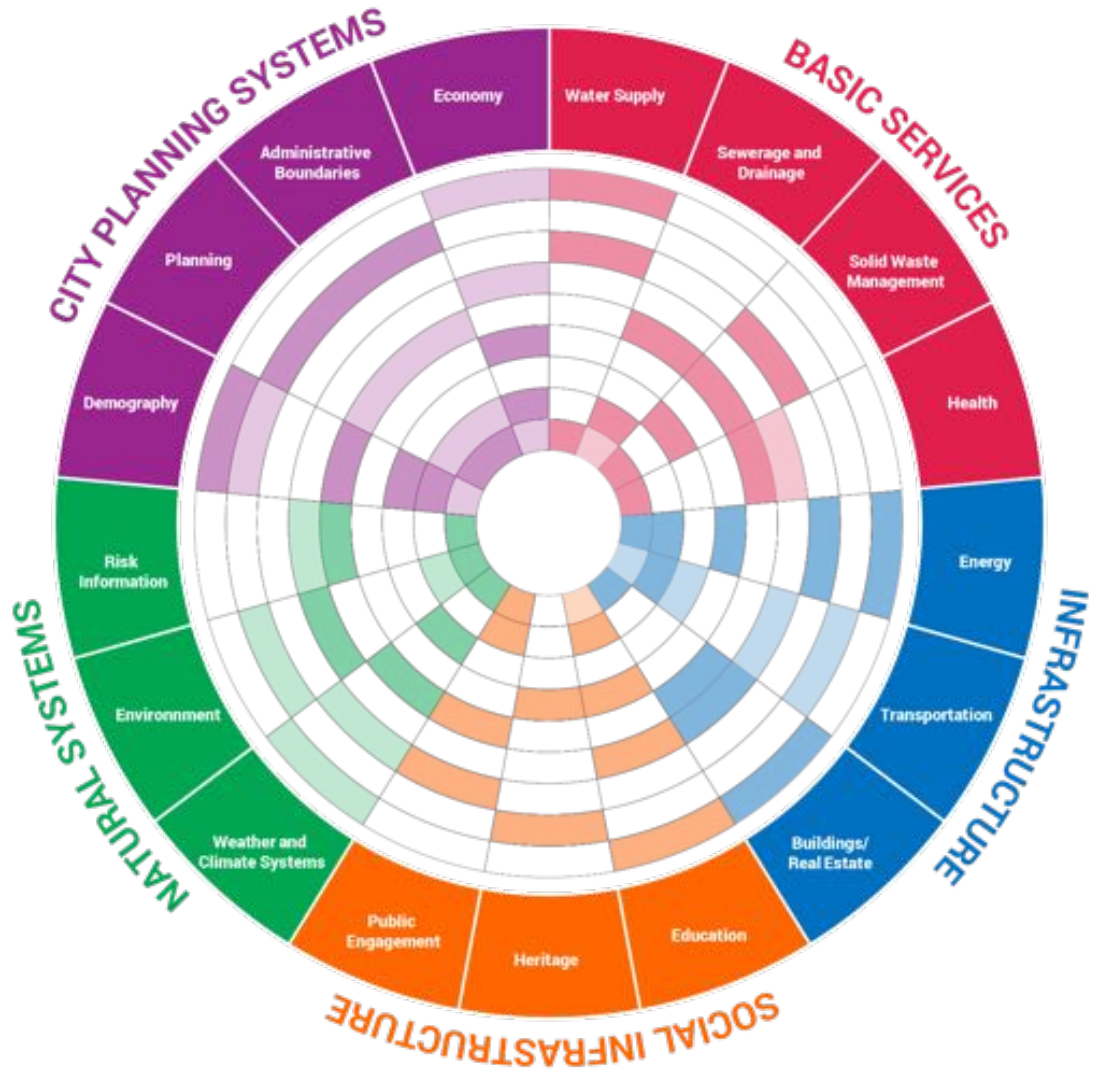 CITY PLANNING SYSTEMS
BASIC SERVICES
Economy
Water Supply
Administrative
Boundaries
Sewerage and
Drainage
Planning
Solid Waste
Management
Demography
Health
Risk
Information
Energy
Environnment
Transportation
Weather and
Climate Systems
Buildings/
Real Estate
Public
Engagement
Heritage
Education
NATURAL SYSTEMS
INFRASTRUCTURE
SOCIAL INFRASTRUCTURE